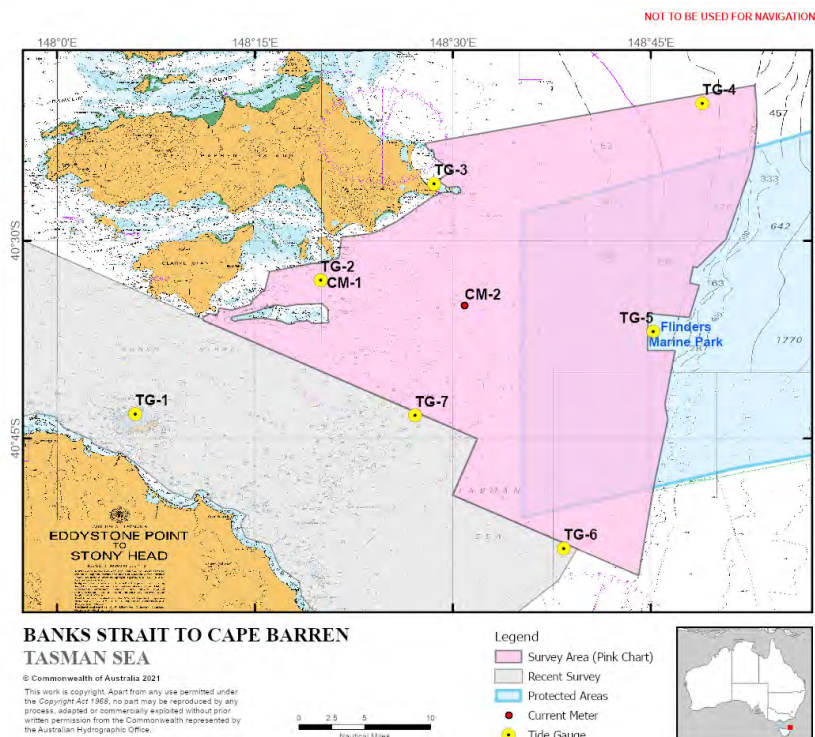 NOT TO BE USED FOR NAVIGATION
148°0'E 148°15'E 148°30'E 148°45'E
TG-4
457
TG-3
333
40°30'S
642
TG-2
CM-1
CM-2
163
TG-5 Flinders
Marine Park
1770
TG-1
TG-7
40°45'S
TASMAN
SEA
TG-6
EDDYSTONE POINT
TO
STONY HEAD
BANKS STRAIT TO CAPE BARREN
TASMAN SEA
© Commonwealth of Australia 2021
This work is copyright. Apart from any use permitted under
the Copyright Act 1968, no part may be reproduced by any
process, adapted or commercially exploited without prior
written permission from the Commonwealth represented by
the Australian Hydrographic Office.
0 2.5 5 10
Nautical Miles
Legend
Survey Area (Pink Chart)
Recent Survey
Protected Areas
Current Meter
Tide Gauge